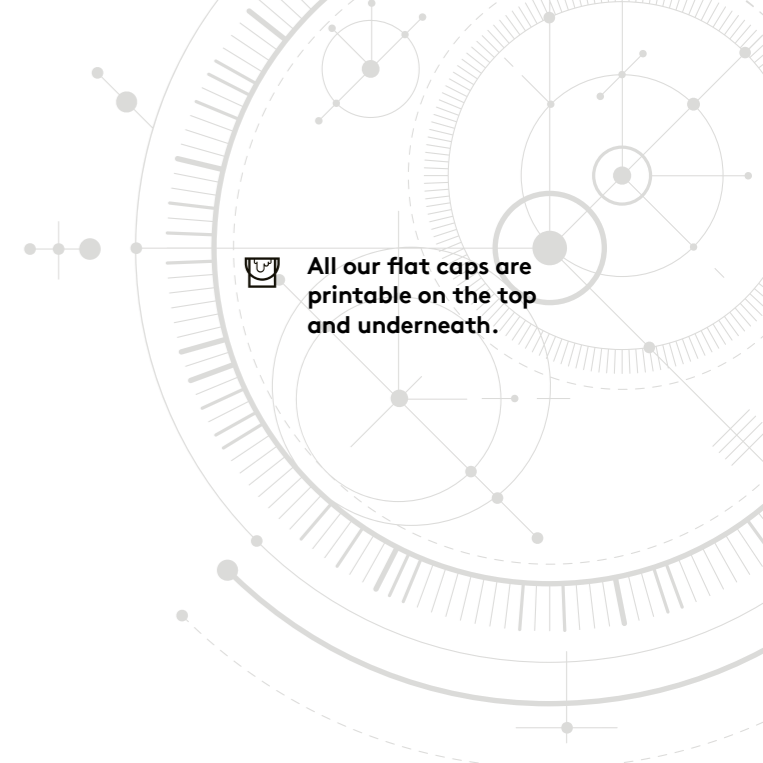 All our flat caps are
printable on the top
and underneath.